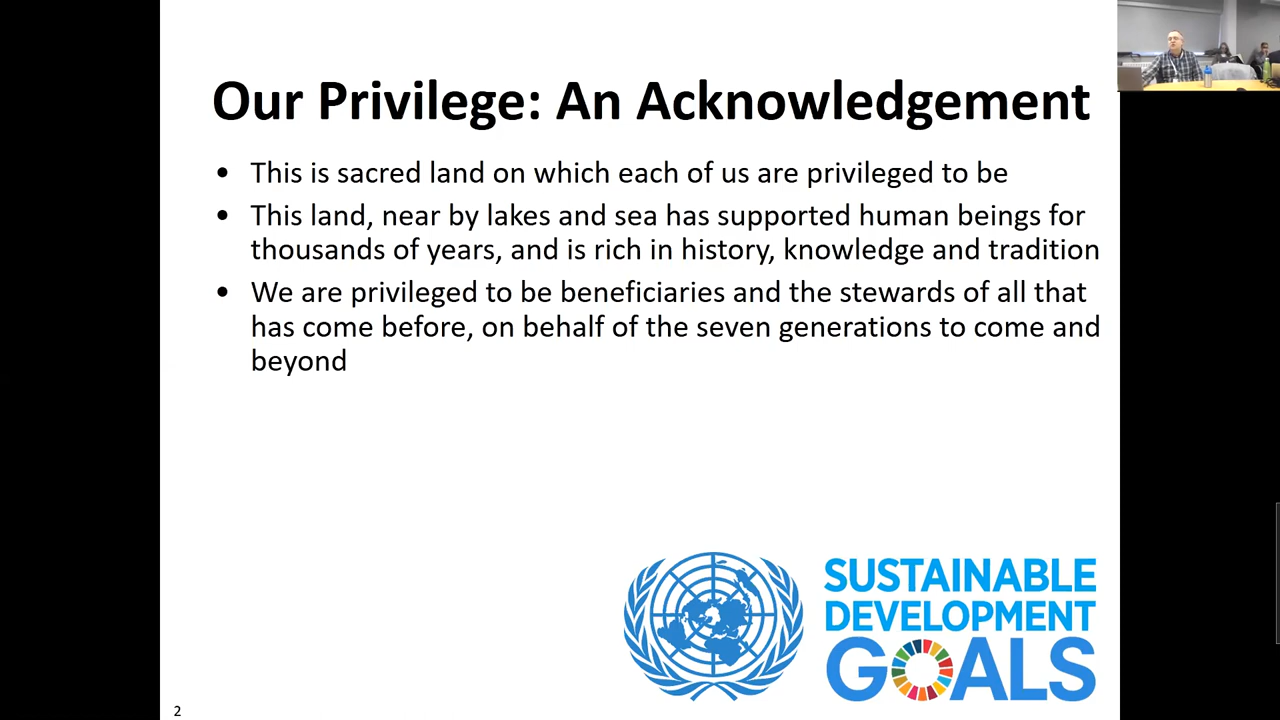 Our Privilege: An Acknowledgement
• This is sacred land on which each of us are privileged to be
• This land, near by lakes and sea has supported human beings for
thousands of years, and is rich in history, knowledge and tradition
• We are privileged to be beneficiaries and the stewards of all that
has come before, on behalf of the seven generations to come and
beyond
SUSTAINABLE
DEVELOPMENT
GOALS
2